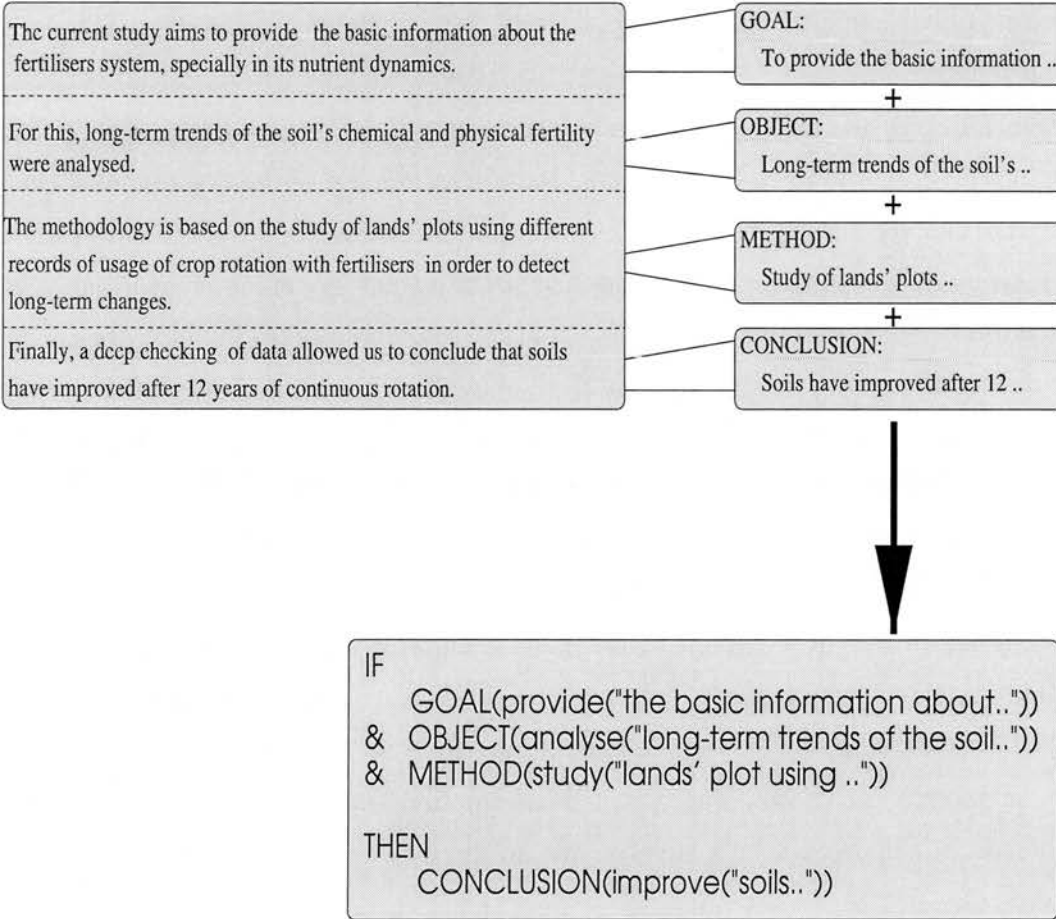 The current study aims to provide the basic information about the
fertilisers system, specially in its nutrient dynamics.
For this, long-term trends of the soil's chemical and physical fertility
were analysed.
The methodology is based on the study of lands' plots using different
records of usage of crop rotation with fertilisers in order to detect
long-term changes.
Finally, a deep checking of data allowed us to conclude that soils
have improved after 12 years of continuous rotation.
GOAL:
To provide the basic information ..
+
OBJECT:
Long-term trends of the soil's ..
+
METHOD:
Study of lands' plots ..
+
CONCLUSION:
Soils have improved after 12 ..
IF
GOAL(provide("the basic information about.."))
& OBJECT(analyse("long-term trends of the soil.."))
& METHOD(study("lands' plot using .."))
THEN
CONCLUSION(improve("soils.."))